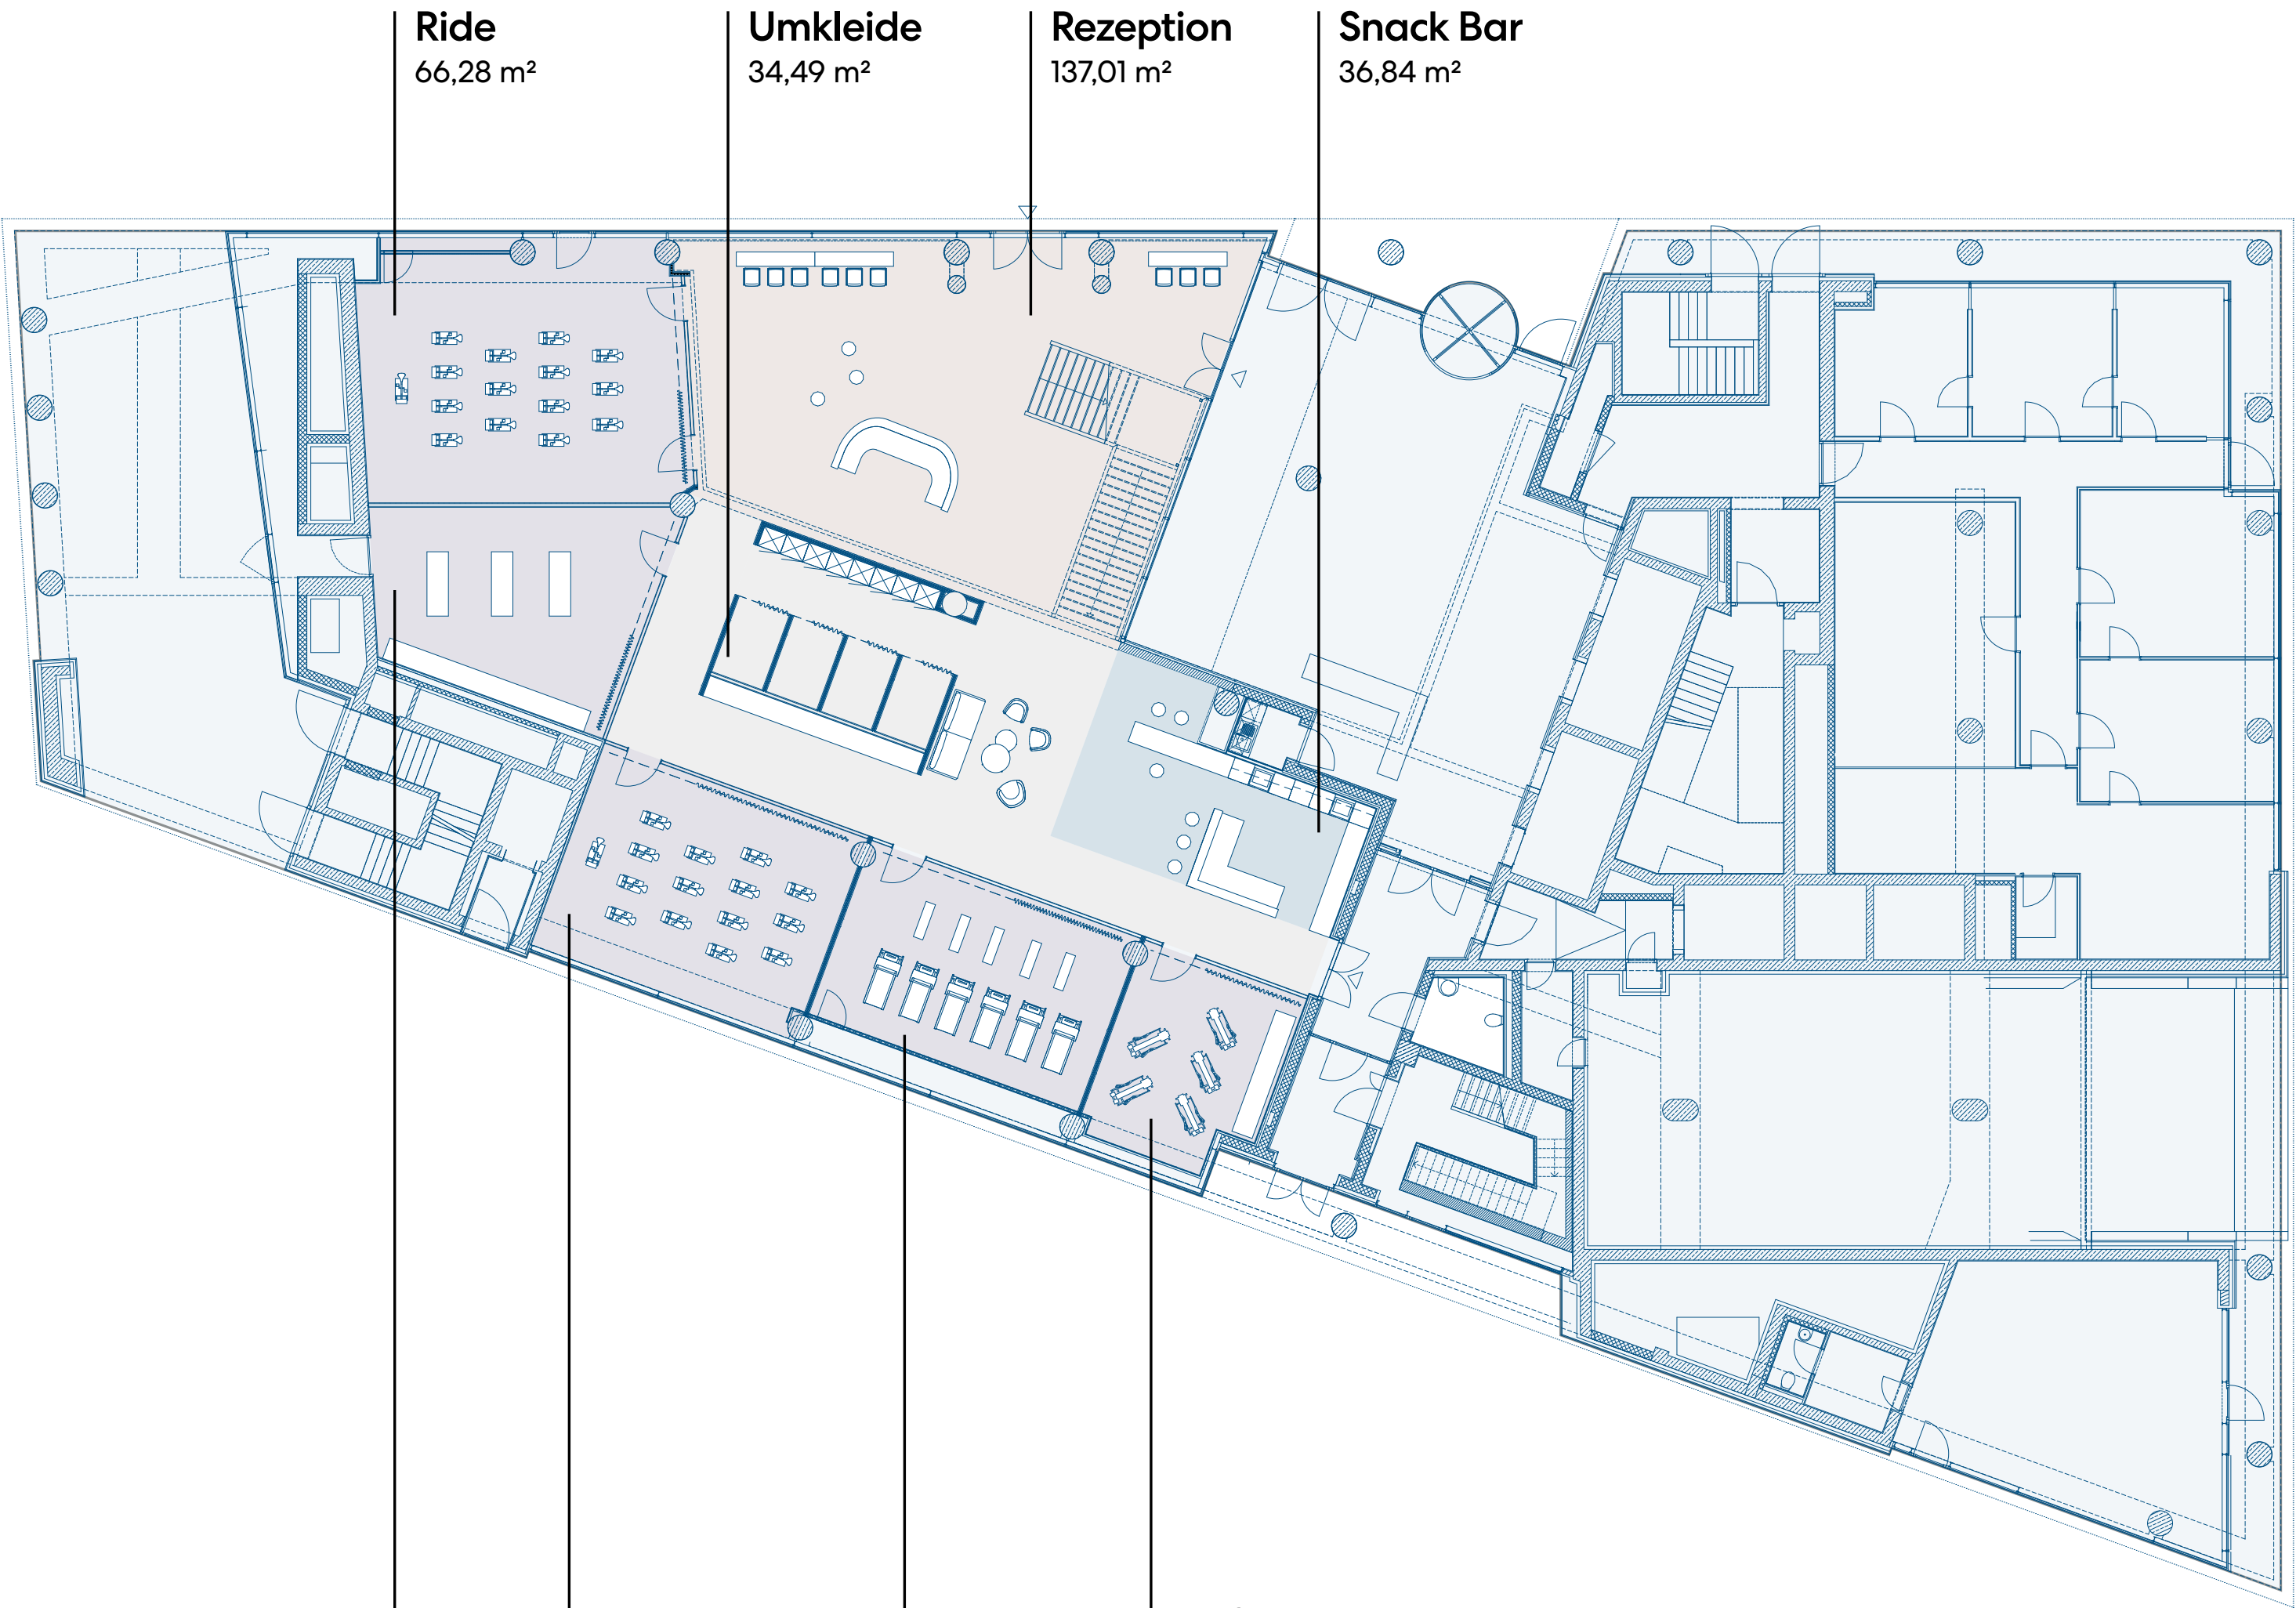 Ride
66,28 m²
Umkleide
34,49 m²
Rezeption
137,01 m²
Snack Bar
36,84 m²